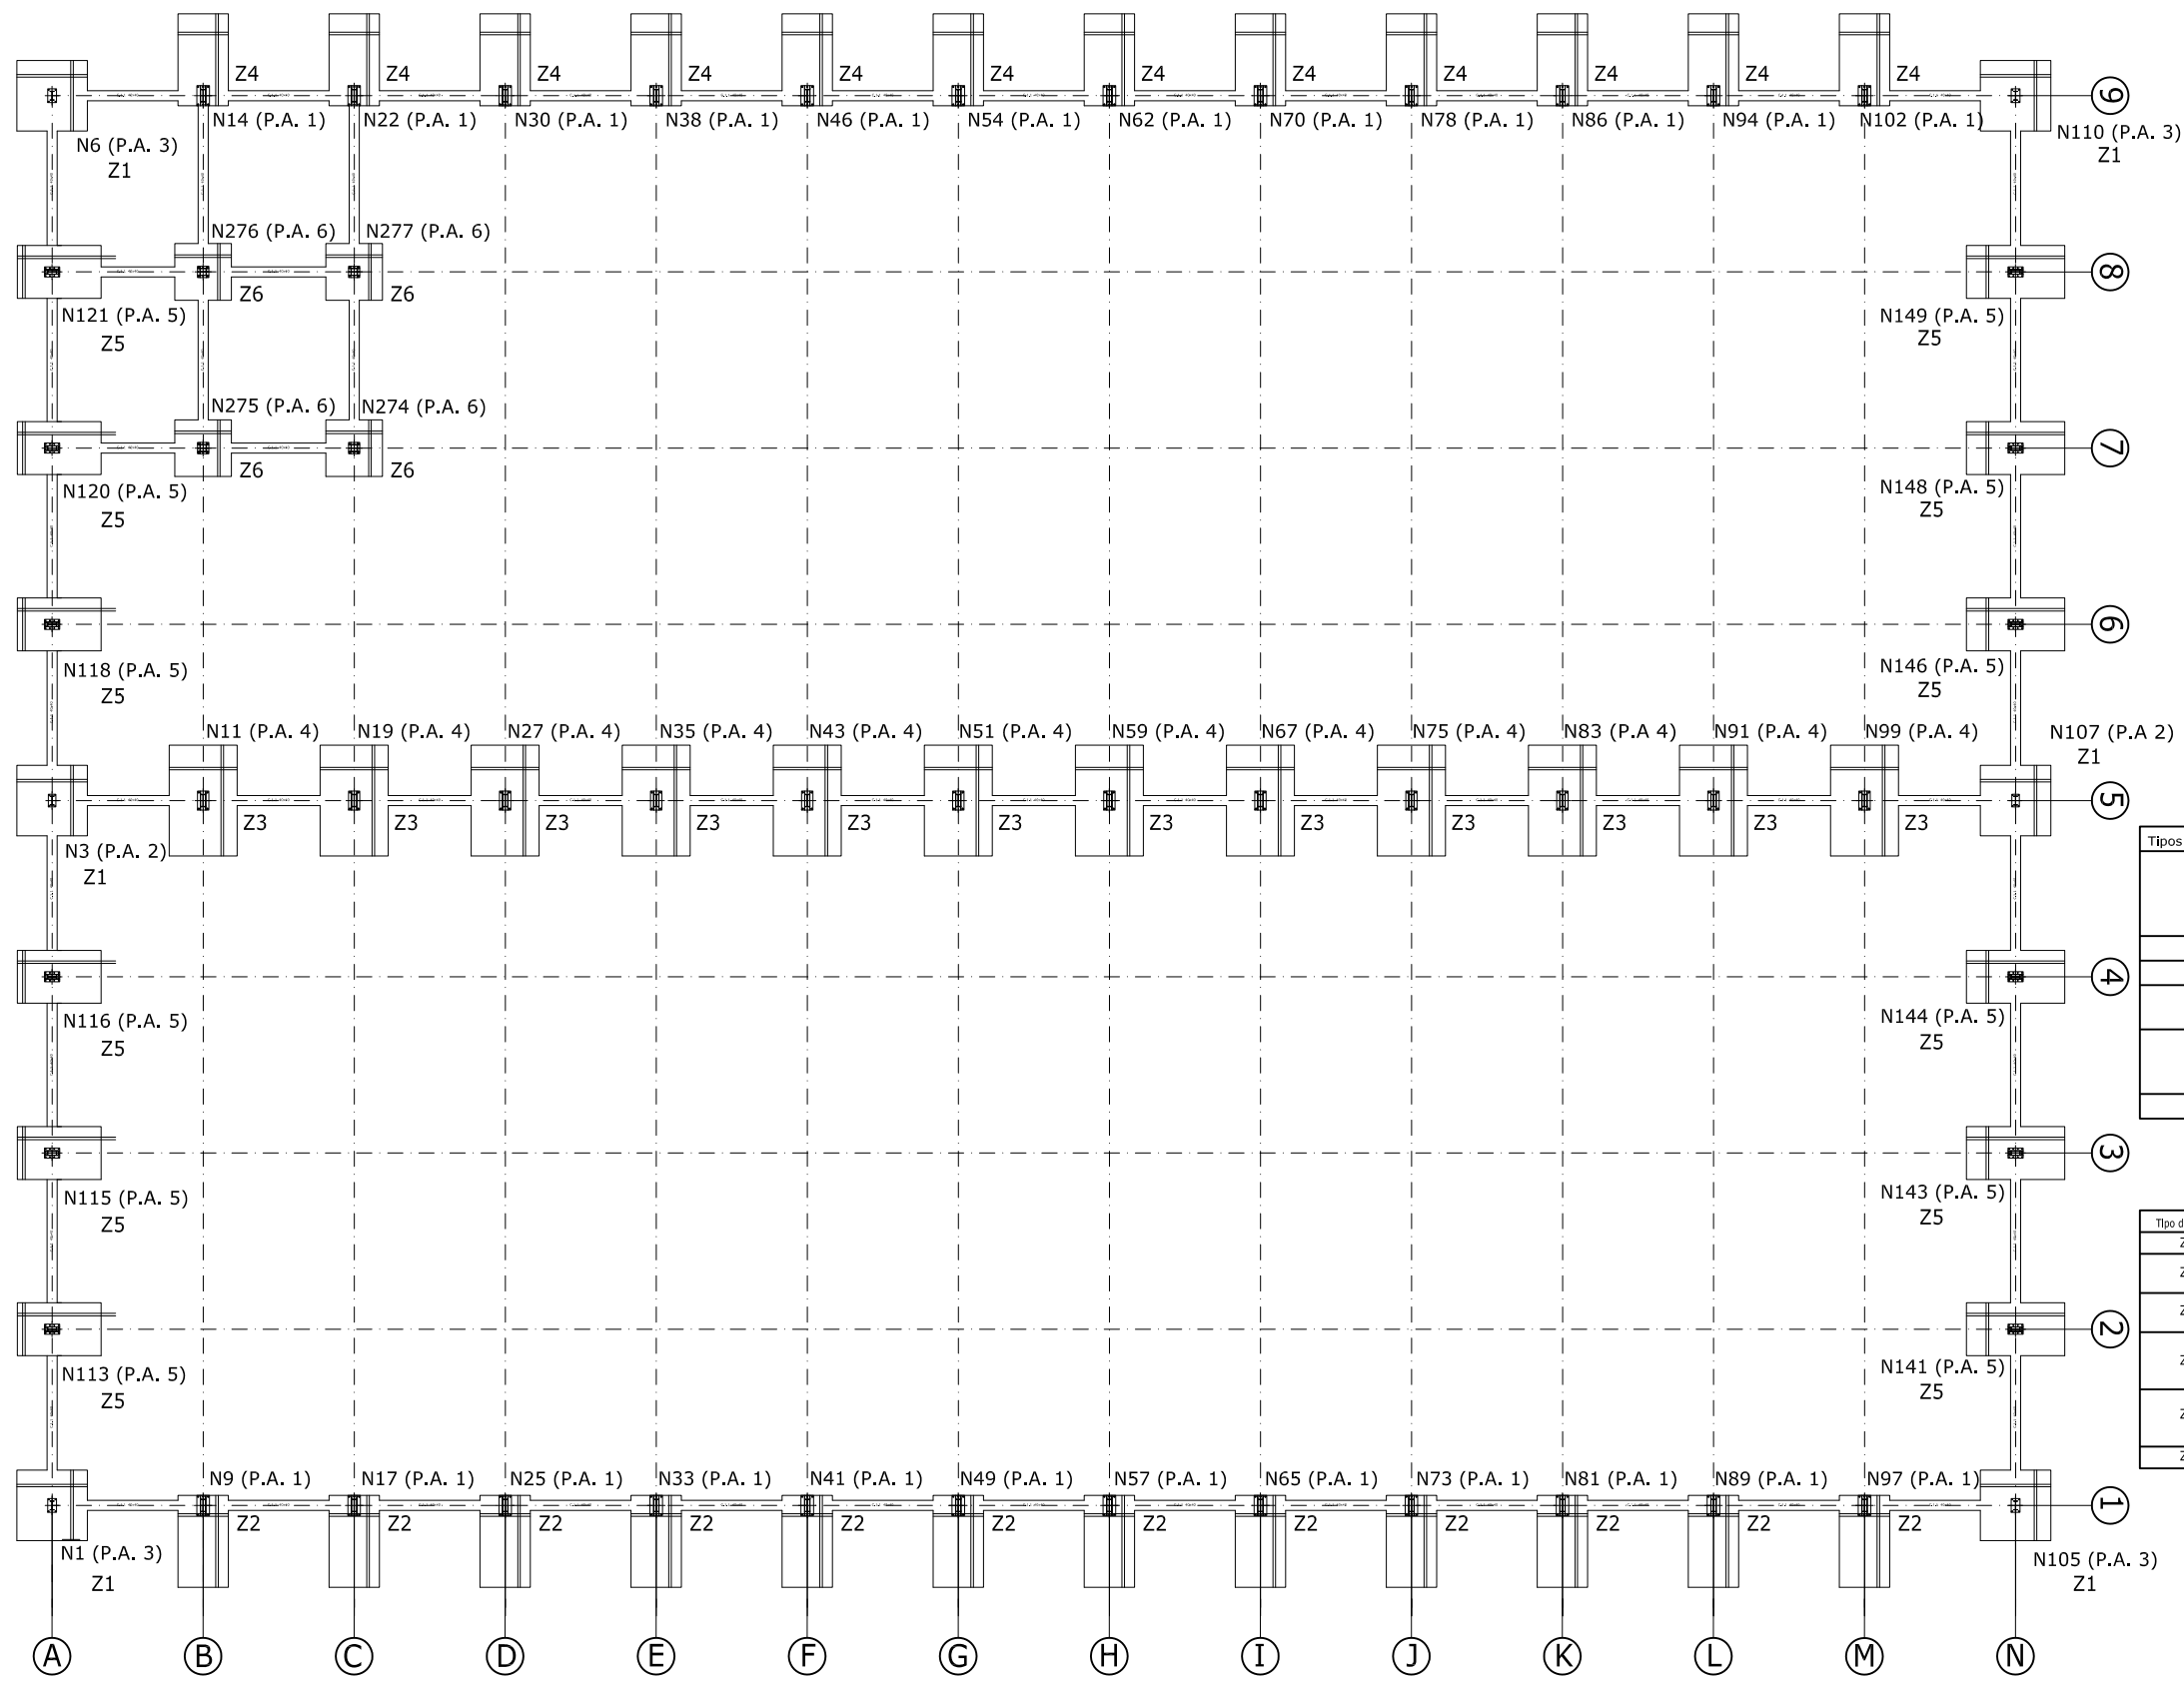 Z4 Z4 Z4 Z4 Z4 Z4 Z4 Z4 Z4 Z4 Z4 Z4
9
N14 (P.A. 1) N22 (P.A. 1) N30 (P.A. 1) N38 (P.A. 1) N46 (P.A. 1) N54 (P.A. 1) N62 (P.A. 1) N70 (P.A. 1) N78 (P.A. 1) N86 (P.A. 1) N94 (P.A. 1) N102 (P.A. 1)
N6 (P.A. 3) N110 (P.A. 3)
Z1 Z1
N276 (P.A. 6) N277 (P.A. 6)
8
Z6 Z6
N121 (P.A. 5) N149 (P.A. 5)
Z5 Z5
N275 (P.A. 6) N274 (P.A. 6)
7
Z6 Z6
N120 (P.A. 5) N148 (P.A. 5)
Z5 Z5
6
N118 (P.A. 5) N146 (P.A. 5)
Z5 Z5
N11 (P.A. 4) N19 (P.A. 4) N27 (P.A. 4) N35 (P.A. 4) N43 (P.A. 4) N51 (P.A. 4) N59 (P.A. 4) N67 (P.A. 4) N75 (P.A. 4) N83 (P.A. 4) N91 (P.A. 4) N99 (P.A. 4) N107 (P.A 2)
Z1
5
Z3 Z3 Z3 Z3 Z3 Z3 Z3 Z3 Z3 Z3 Z3 Z3
Tipos
N3 (P.A. 2)
Z1
4
N116 (P.A. 5) N144 (P.A. 5)
Z5 Z5
3
N115 (P.A. 5) N143 (P.A. 5)
Z5 Z5
Tipo d
Z
Z
Z
2
Z
N113 (P.A. 5) N141 (P.A. 5)
Z5 Z5
Z
Z
N9 (P.A. 1) N17 (P.A. 1) N25 (P.A. 1) N33 (P.A. 1) N41 (P.A. 1) N49 (P.A. 1) N57 (P.A. 1) N65 (P.A. 1) N73 (P.A. 1) N81 (P.A. 1) N89 (P.A. 1) N97 (P.A. 1)
1
Z2 Z2 Z2 Z2 Z2 Z2 Z2 Z2 Z2 Z2 Z2 Z2
N1 (P.A. 3) N105 (P.A. 3)
Z1 Z1
A B C D E F G H I J K L M N